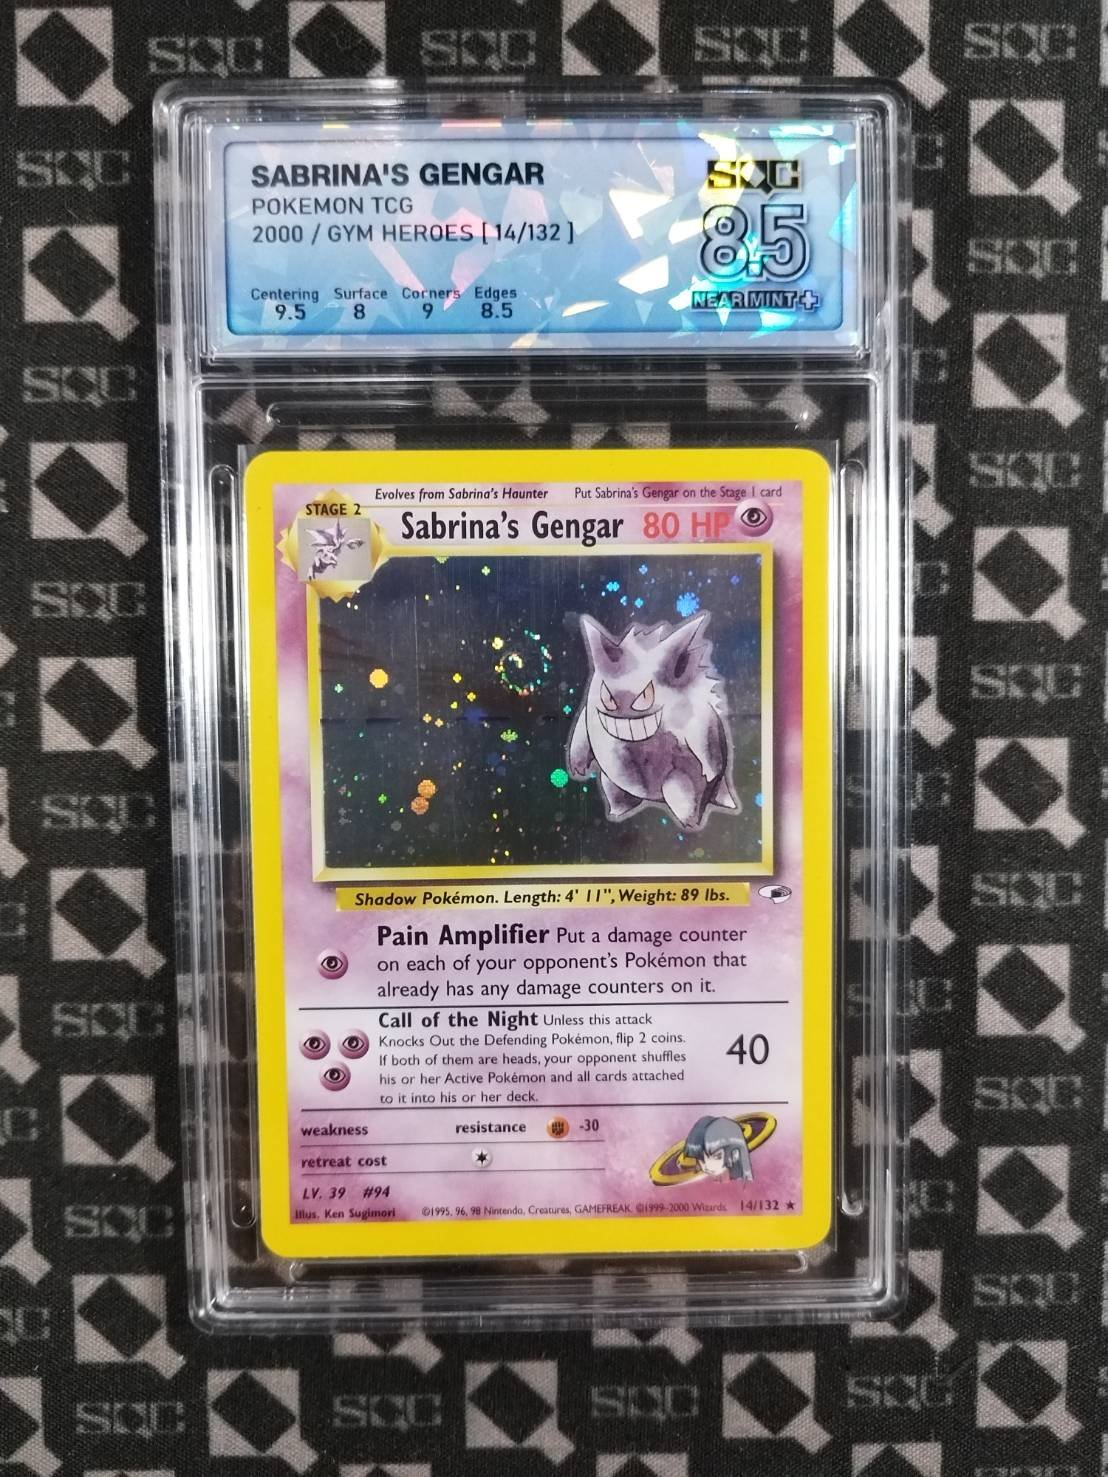 SABRINA'S GENGAR
POKEMON TCG
2000 / GYM HEROES [ 14/132 ]
Centering Surface Corners Edges
9.5 8 9 8.5
SQC
8.5
NEAR MINT +
Evolves from Sabrina's Haunter Put Sabrina's Gengar on the Stage 1 card
STAGE 2
Sabrina's Gengar 80 HP
Shadow Pokémon. Length: 4' 11", Weight: 89 lbs.
Pain Amplifier Put a damage counter
on each of your opponent's Pokémon that
already has any damage counters on it.
Call of the Night Unless this attack
Knocks Out the Defending Pokémon, flip 2 coins.
If both of them are heads, your opponent shuffles
his or her Active Pokémon and all cards attached
to it into his or her deck.
40
weakness resistance -30
retreat cost
LV. 39 #94
Illus. Ken Sugimori ©1995, 96, 98 Nintendo, Creatures, GAMEFREAK. ©1999-2000 Wizards. 14/132 ★